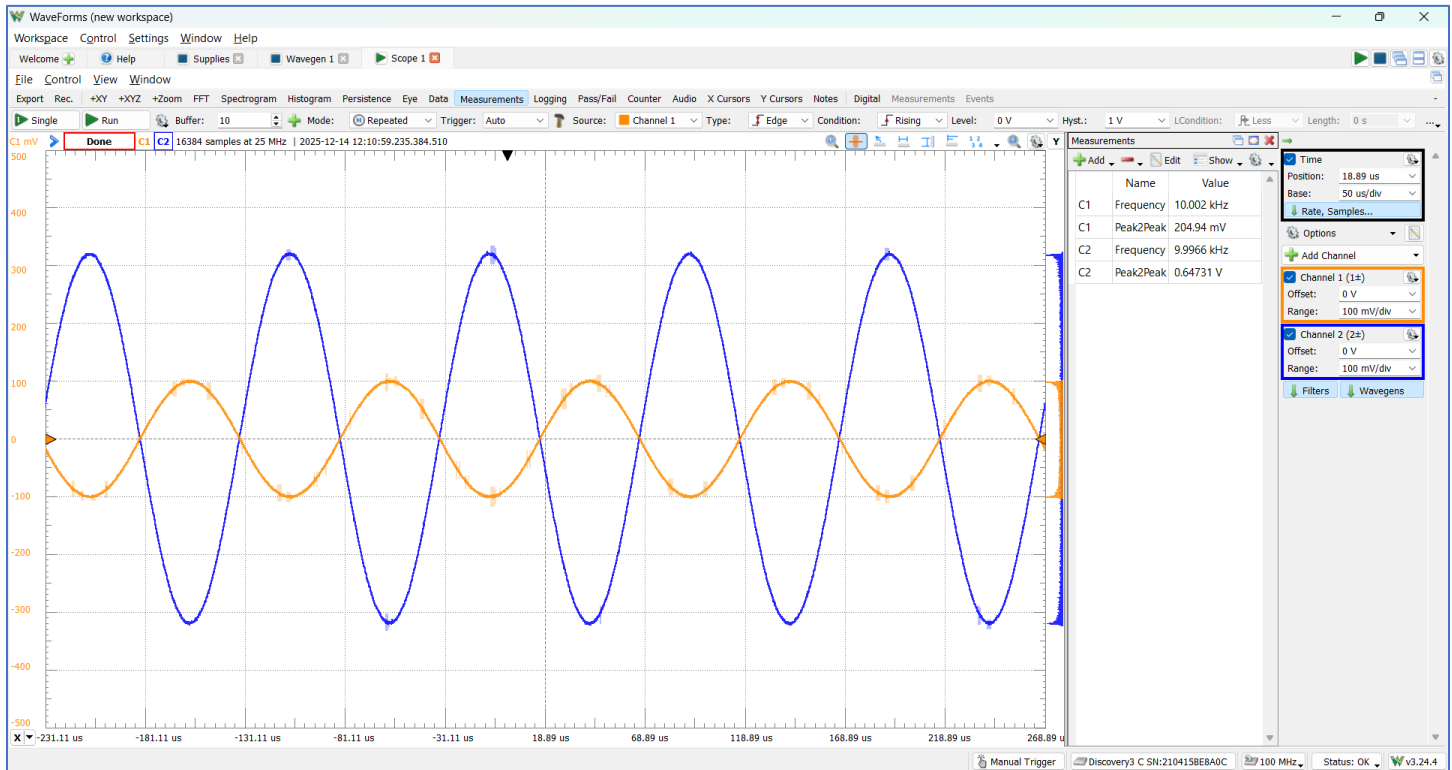 WaveForms (new workspace)
Workspace Control Settings Window Help
Welcome Help Supplies Wavegen 1 Scope 1
File Control View Window
Export Rec. +XY +XYZ +Zoom FFT Spectrogram Histogram Persistence Eye Data Measurements Logging Pass/Fail Counter Audio X Cursors Y Cursors Notes Digital Measurements Events
Single Run Buffer: 10 Mode: Repeated Trigger: Auto Source: Channel 1 Type: Edge Condition: Rising Level: 0 V Hyst.: 1 V LCondition: Less Length: 0 s ...
C1 mV Done C1 C2 16384 samples at 25 MHz | 2025-12-14 12:10:59.235.384.510 Y
500
400
300
200
100
0
-100
-200
-300
-400
-500
X -231.11 us -181.11 us -131.11 us -81.11 us -31.11 us 18.89 us 68.89 us 118.89 us 168.89 us 218.89 us 268.89 u
Measurements
Add Edit Show
Name Value
C1 Frequency 10.002 kHz
C1 Peak2Peak 204.94 mV
C2 Frequency 9.9966 kHz
C2 Peak2Peak 0.64731 V
Time
Position: 18.89 us
Base: 50 us/div
Rate, Samples...
Options
Add Channel
Channel 1 (1±)
Offset: 0 V
Range: 100 mV/div
Channel 2 (2±)
Offset: 0 V
Range: 100 mV/div
Filters Wavegens
Manual Trigger Discovery3 C SN:210415BE8A0C 100 MHz Status: OK v3.24.4